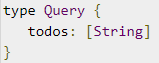 type Query {
  todos: [String]
}